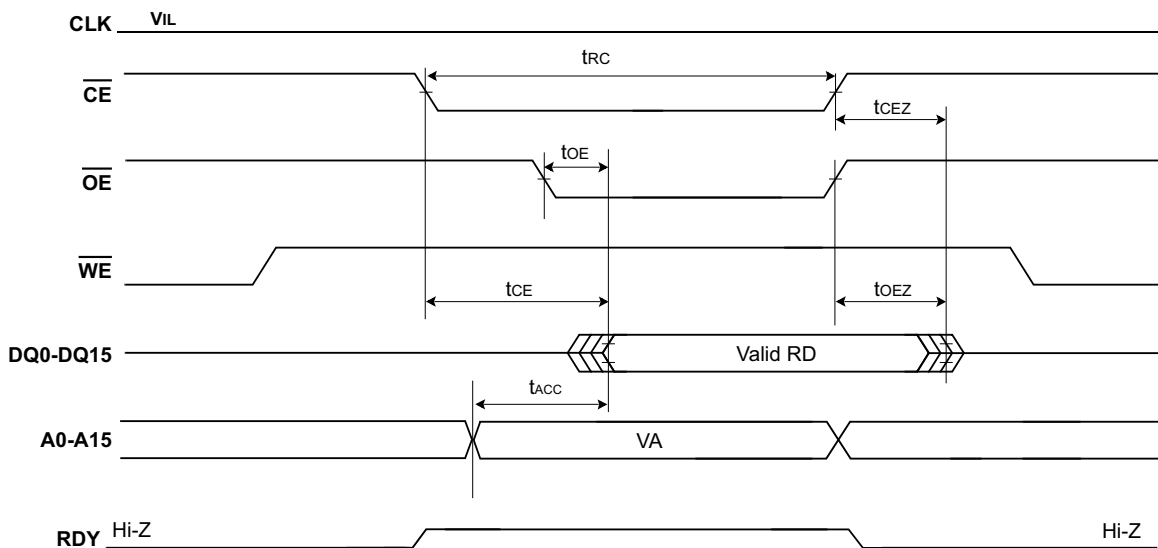 CLK VIL
tRC
CE
tCEZ
tOE
OE
WE
tCE
tOEZ
DQ0-DQ15
Valid RD
tACC
A0-A15
VA
RDY Hi-Z
Hi-Z